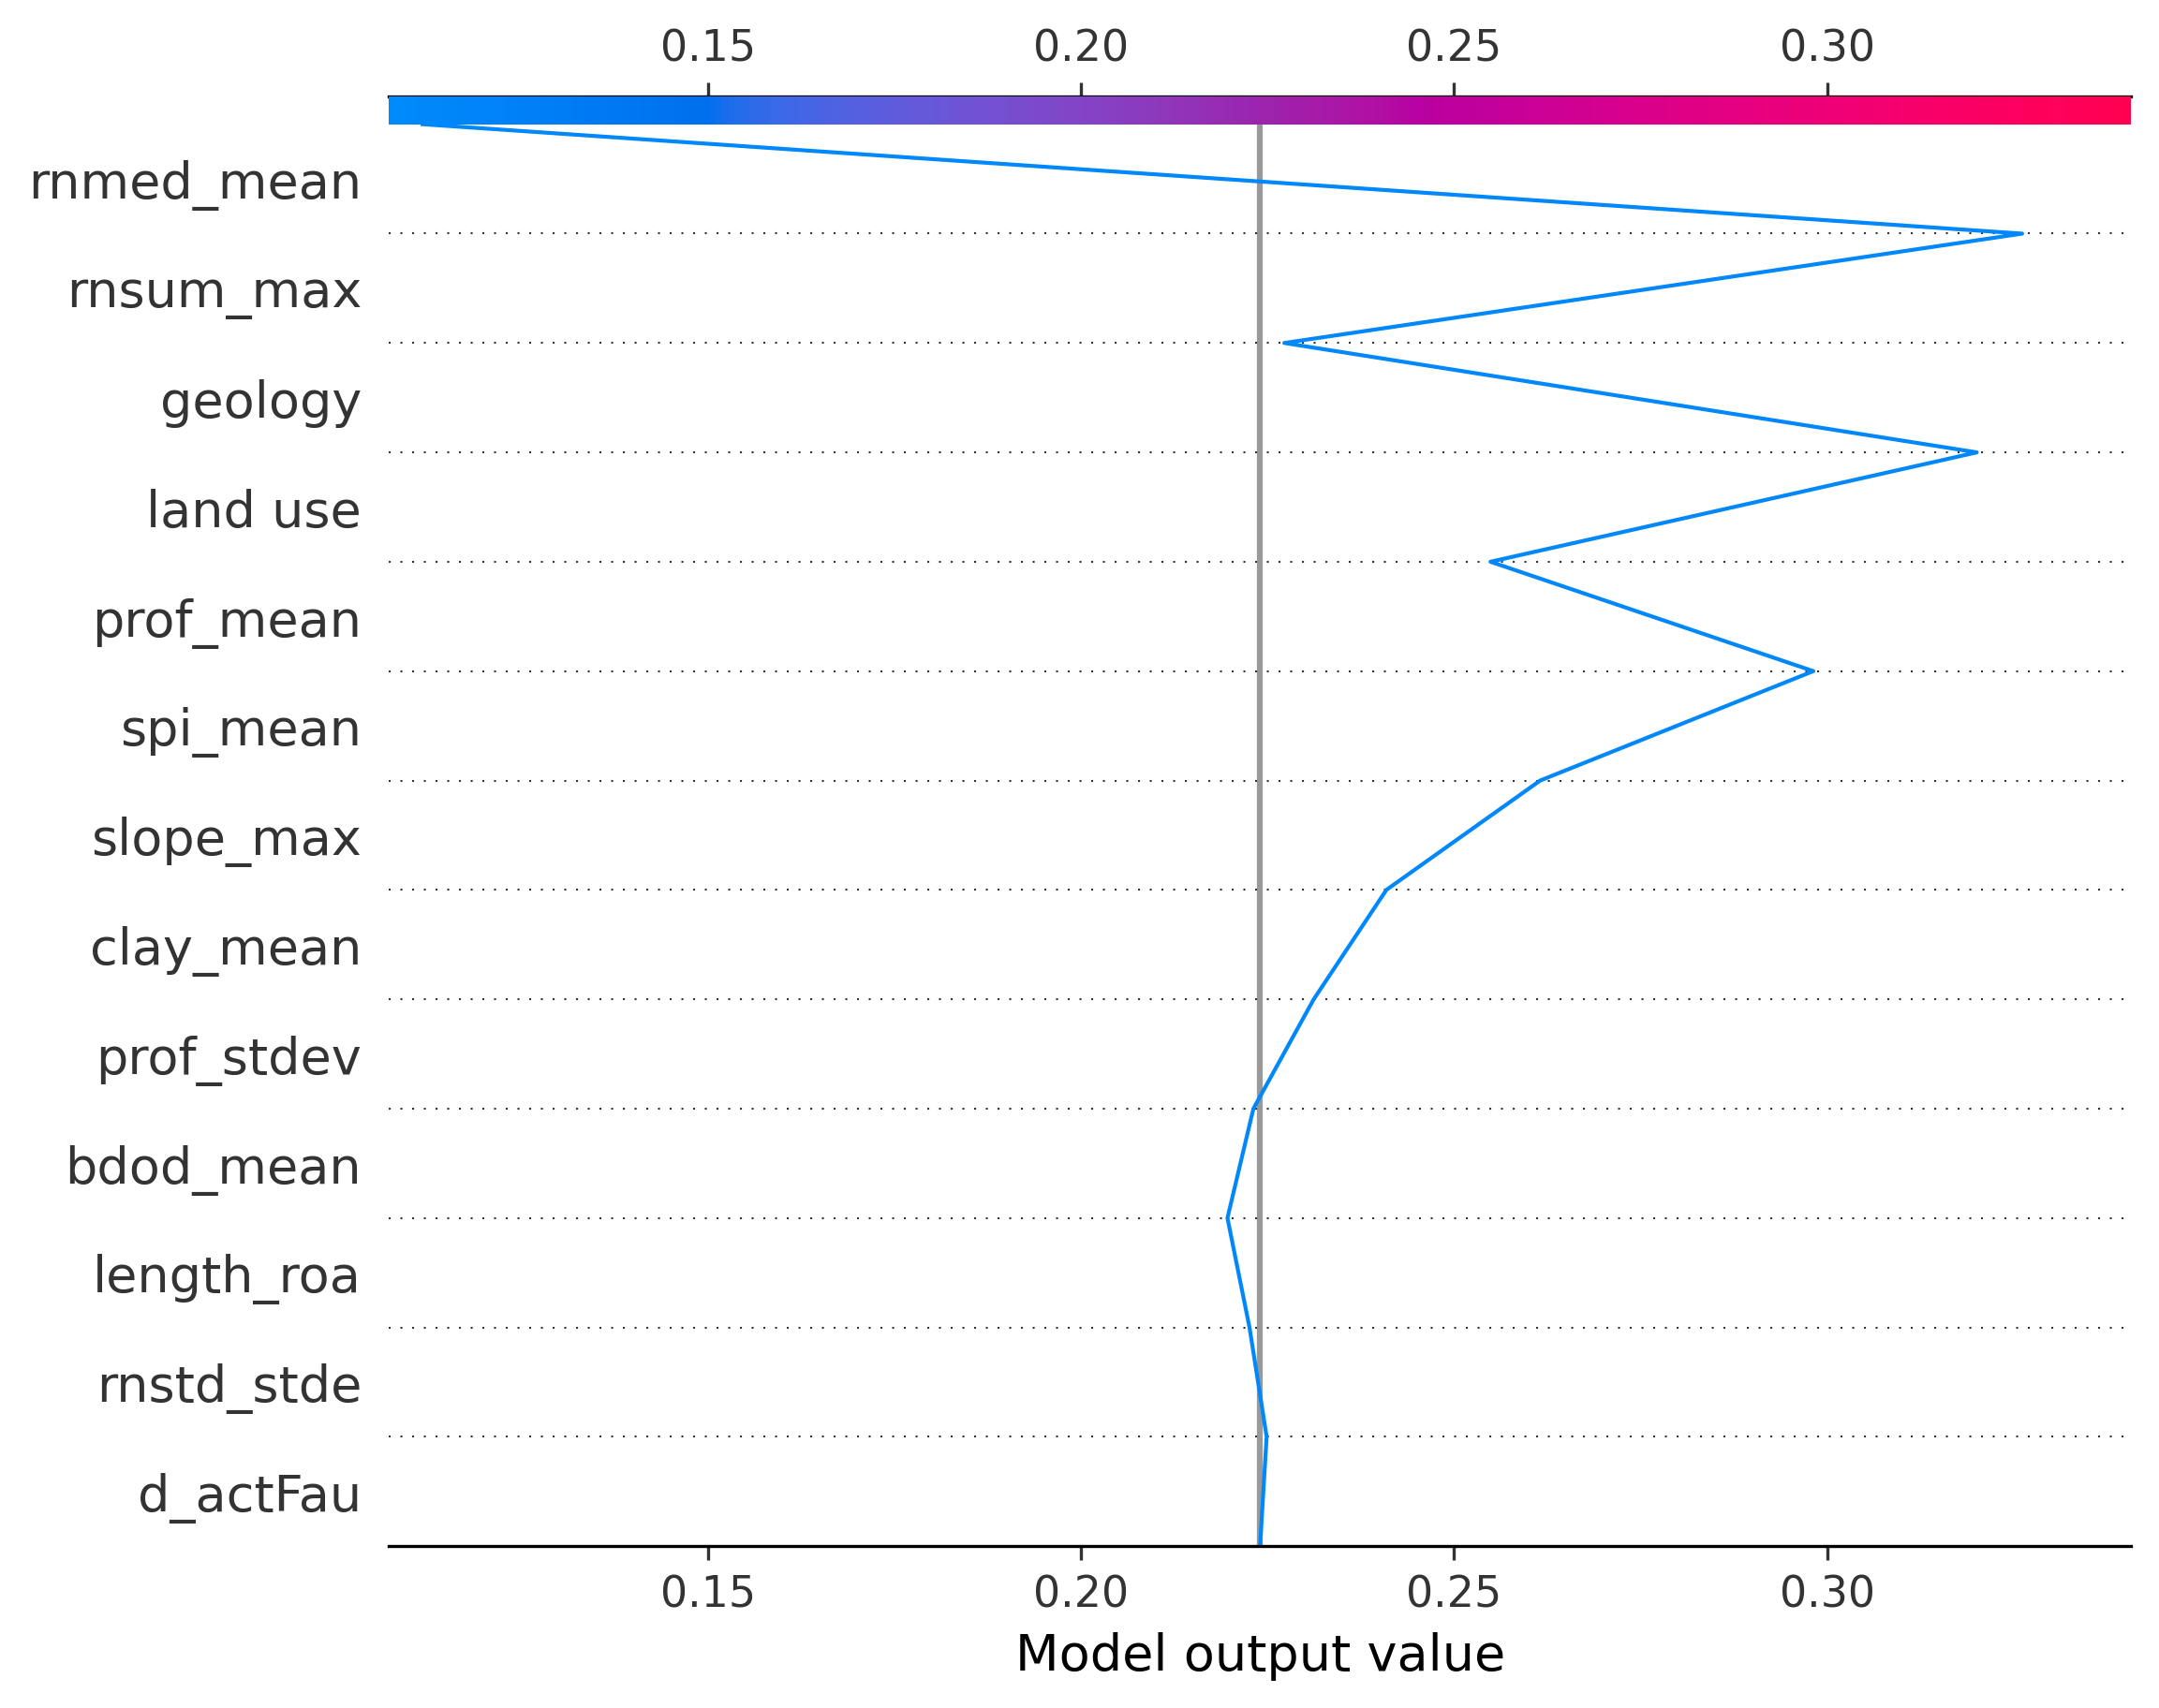 0.15 0.20 0.25 0.30
rnmed_mean
rnsum_max
geology
land use
prof_mean
spi_mean
slope_max
clay_mean
prof_stdev
bdod_mean
length_roa
rnstd_stde
d_actFau
0.15 0.20 0.25 0.30
Model output value